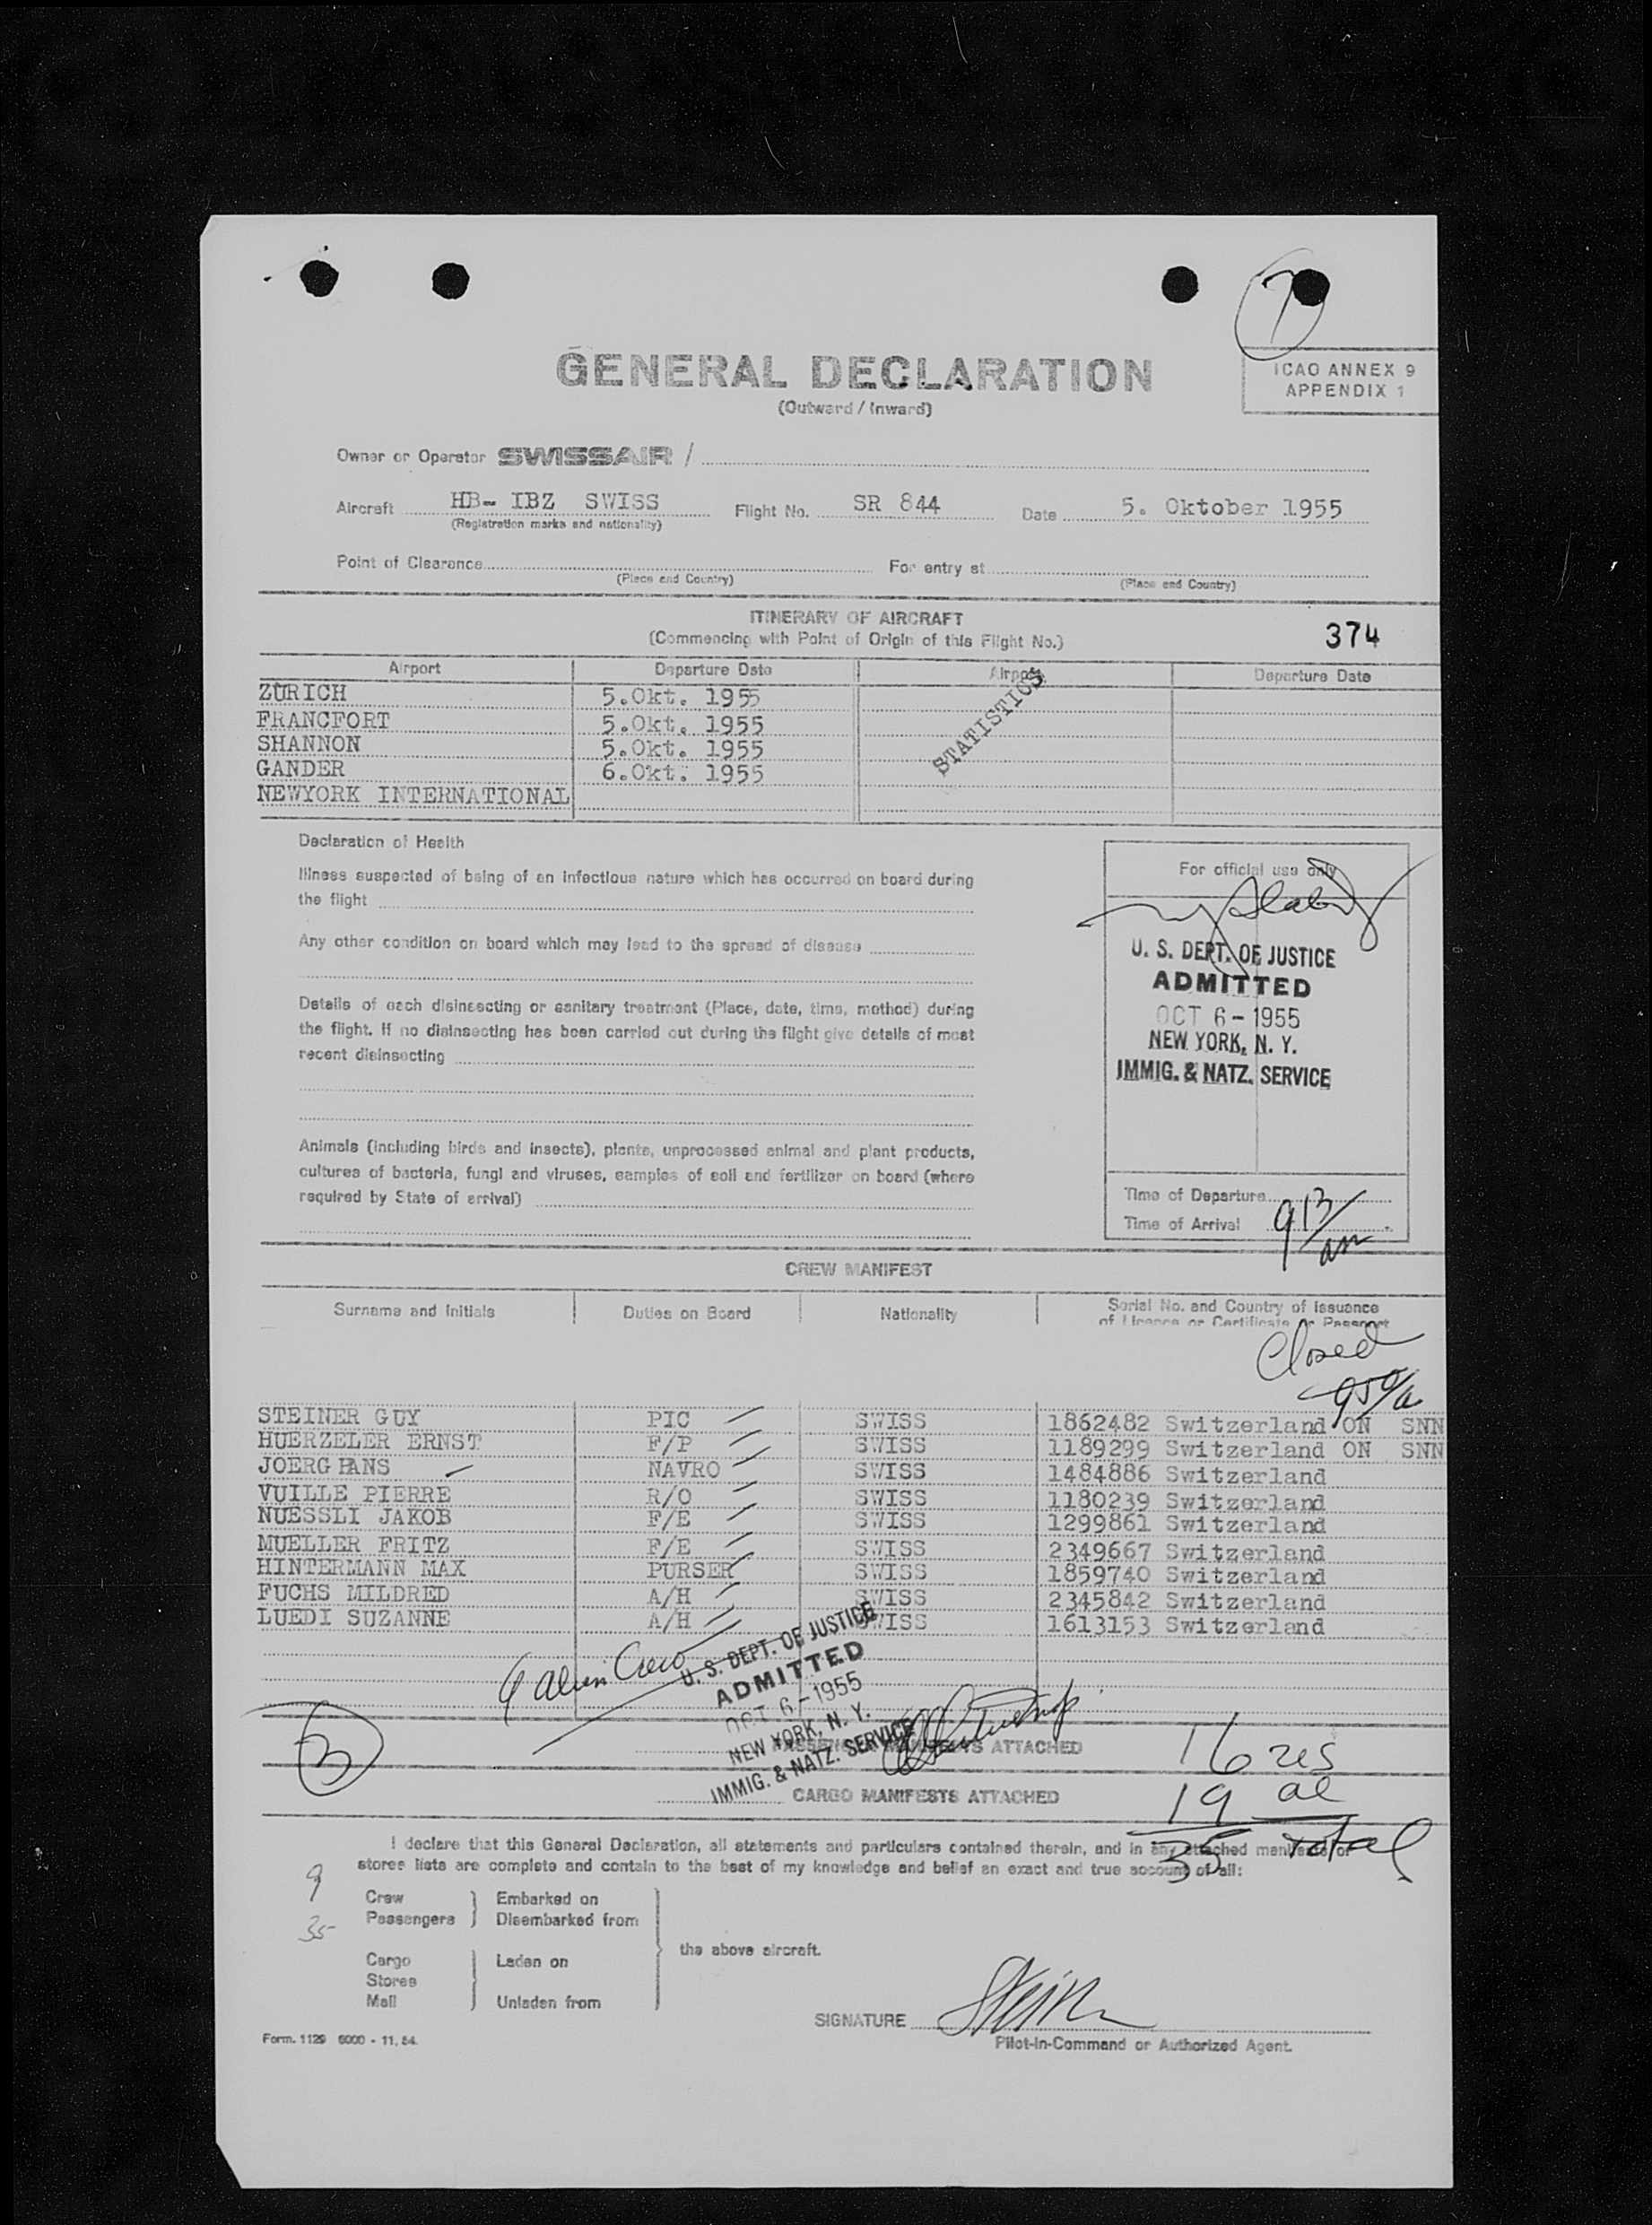 7
GENERAL DECLARATION
(Outward / Inward)
ICAO ANNEX 9
APPENDIX 1
Owner or Operator SWISSAIR /
Aircraft HB- IBZ SWISS Flight No. SR 844 Date 5. Oktober 1955
(Registration marks and nationality)
Point of Clearance For entry at
(Place and Country) (Place and Country)
ITINERARY OF AIRCRAFT
(Commencing with Point of Origin of this Flight No.) 374
Airport Departure Date Airport Departure Date
ZÜRICH 5.Okt. 1955
FRANCFORT 5.Okt. 1955
SHANNON 5.Okt. 1955
GANDER 6.Okt. 1955
NEWYORK INTERNATIONAL
STATISTICS
Declaration of Health
Illness suspected of being of an infectious nature which has occurred on board during
the flight
Any other condition on board which may lead to the spread of disease
Details of each disinsecting or sanitary treatment (Place, date, time, method) during
the flight. If no disinsecting has been carried out during the flight give details of most
recent disinsecting
Animals (including birds and insects), plants, unprocessed animal and plant products,
cultures of bacteria, fungi and viruses, samples of soil and fertilizer on board (where
required by State of arrival)
For official use only
U. S. DEPT. OF JUSTICE
ADMITTED
OCT 6 - 1955
NEW YORK, N. Y.
IMMIG. & NATZ. SERVICE
Time of Departure
Time of Arrival 913 am
CREW MANIFEST
Surname and Initials Duties on Board Nationality Serial No. and Country of issuance
of Licence or Certificate or Passport
Closed
950/a
STEINER GUY PIC SWISS 1862482 Switzerland ON SNN
HUERZELER ERNST F/P SWISS 1189299 Switzerland ON SNN
JOERG HANS NAVRO SWISS 1484886 Switzerland
VUILLE PIERRE R/O SWISS 1180239 Switzerland
NUESSLI JAKOB F/E SWISS 1299861 Switzerland
MUELLER FRITZ F/E SWISS 2349667 Switzerland
HINTERMANN MAX PURSER SWISS 1859740 Switzerland
FUCHS MILDRED A/H SWISS 2345842 Switzerland
LUEDI SUZANNE A/H SWISS 1613153 Switzerland
9 alien Crew
U. S. DEPT. OF JUSTICE
ADMITTED
OCT 6 - 1955
NEW YORK, N. Y.
IMMIG. & NATZ. SERVICE
PASSENGER MANIFESTS ATTACHED
16 res
CARGO MANIFESTS ATTACHED
19 al
35 total
I declare that this General Declaration, all statements and particulars contained therein, and in any attached manifests or
stores lists are complete and contain to the best of my knowledge and belief an exact and true account of all:
9 Crew Embarked on
35 Passengers Disembarked from
the above aircraft.
Cargo Laden on
Stores
Mail Unladen from
SIGNATURE Steiner
Pilot-in-Command or Authorized Agent.
Form. 1129 6000 - 11, 54.